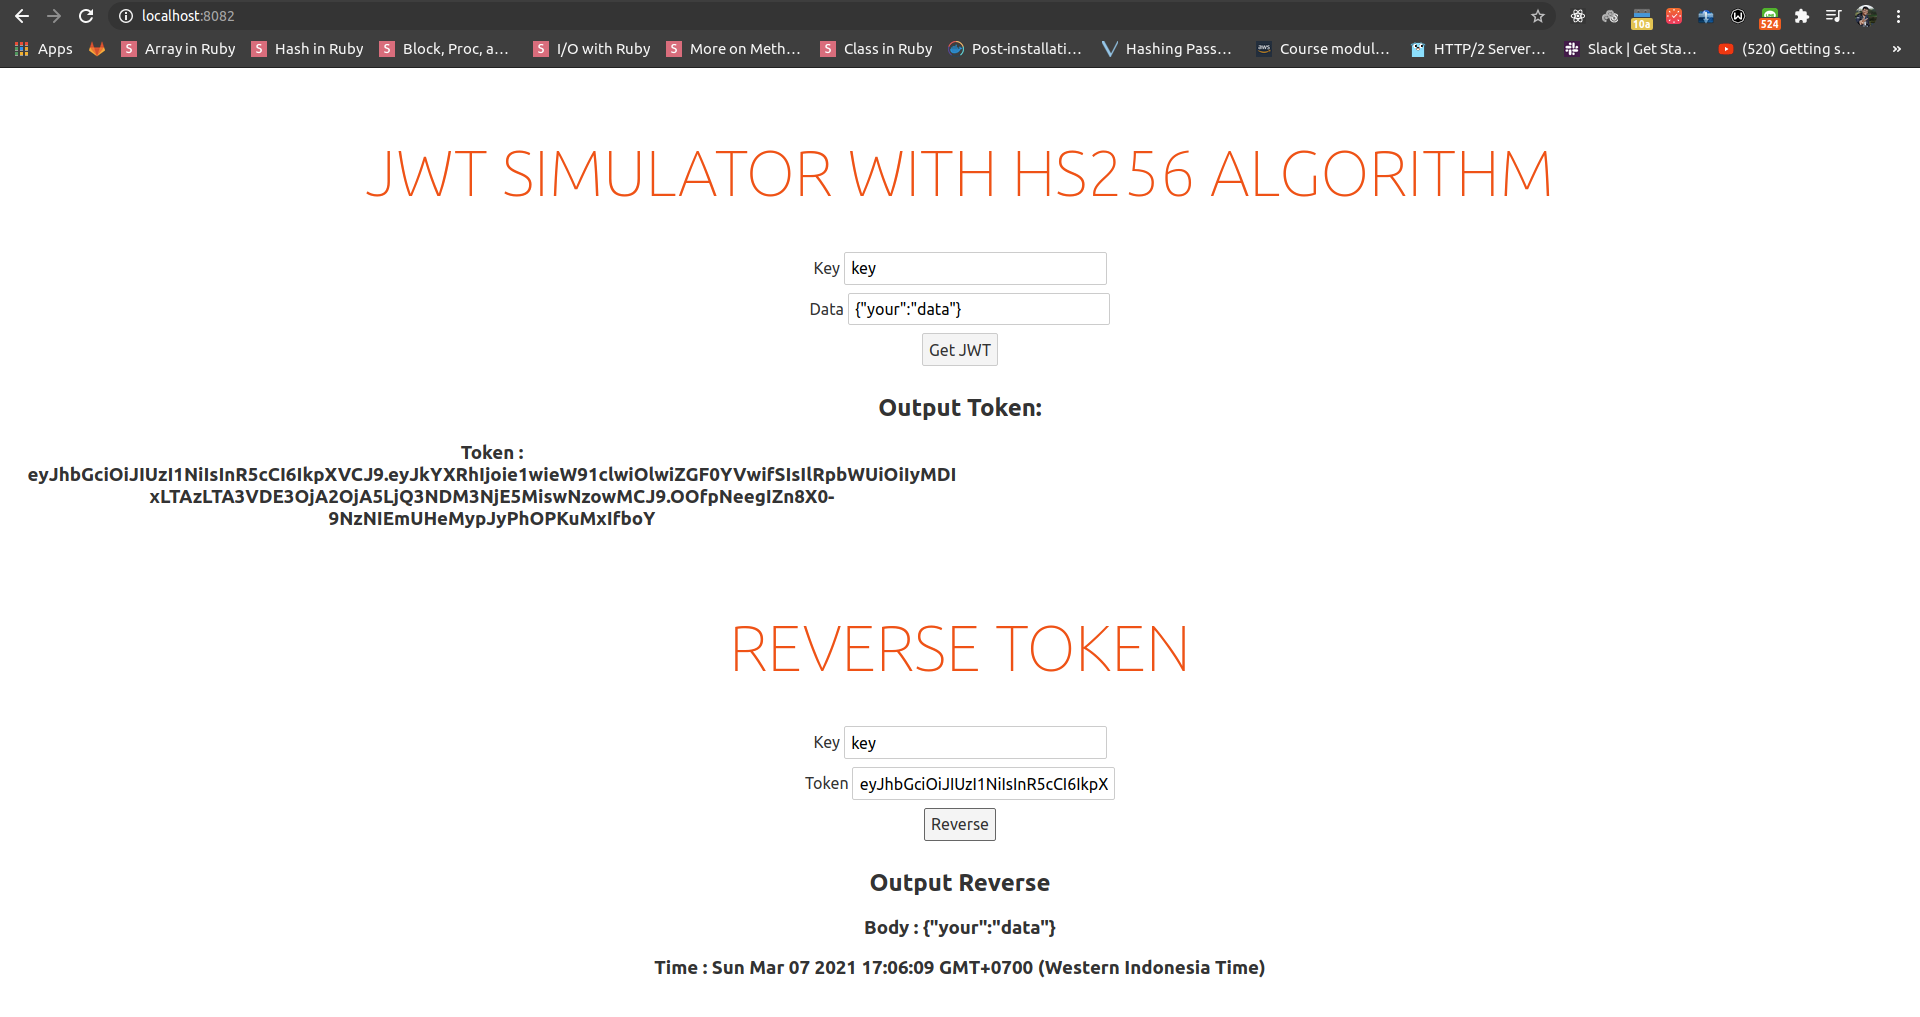 localhost:8082
10a
524
Apps
S Array in Ruby
S Hash in Ruby
S Block, Proc, a...
S I/O with Ruby
S More on Meth...
S Class in Ruby
Post-installati...
Hashing Pass...
aws Course modul...
HTTP/2 Server...
Slack | Get Sta...
(520) Getting s...
»
JWT SIMULATOR WITH HS256 ALGORITHM
Key key
Data {"your":"data"}
Get JWT
Output Token:
Token :
eyJhbGciOiJIUzI1NiIsInR5cCI6IkpXVCJ9.eyJkYXRhIjoie1wieW91clwiOlwiZGF0YVwifSIsIlRpbWUiOiIyMDI
xLTAzLTA3VDE3OjA2OjA5LjQ3NDM3NjE5MiswNzowMCJ9.OOfpNeegIZn8X0-
9NzNIEmUHeMypJyPhOPKuMxIfboY
REVERSE TOKEN
Key key
Token eyJhbGciOiJIUzI1NiIsInR5cCI6IkpX
Reverse
Output Reverse
Body : {"your":"data"}
Time : Sun Mar 07 2021 17:06:09 GMT+0700 (Western Indonesia Time)